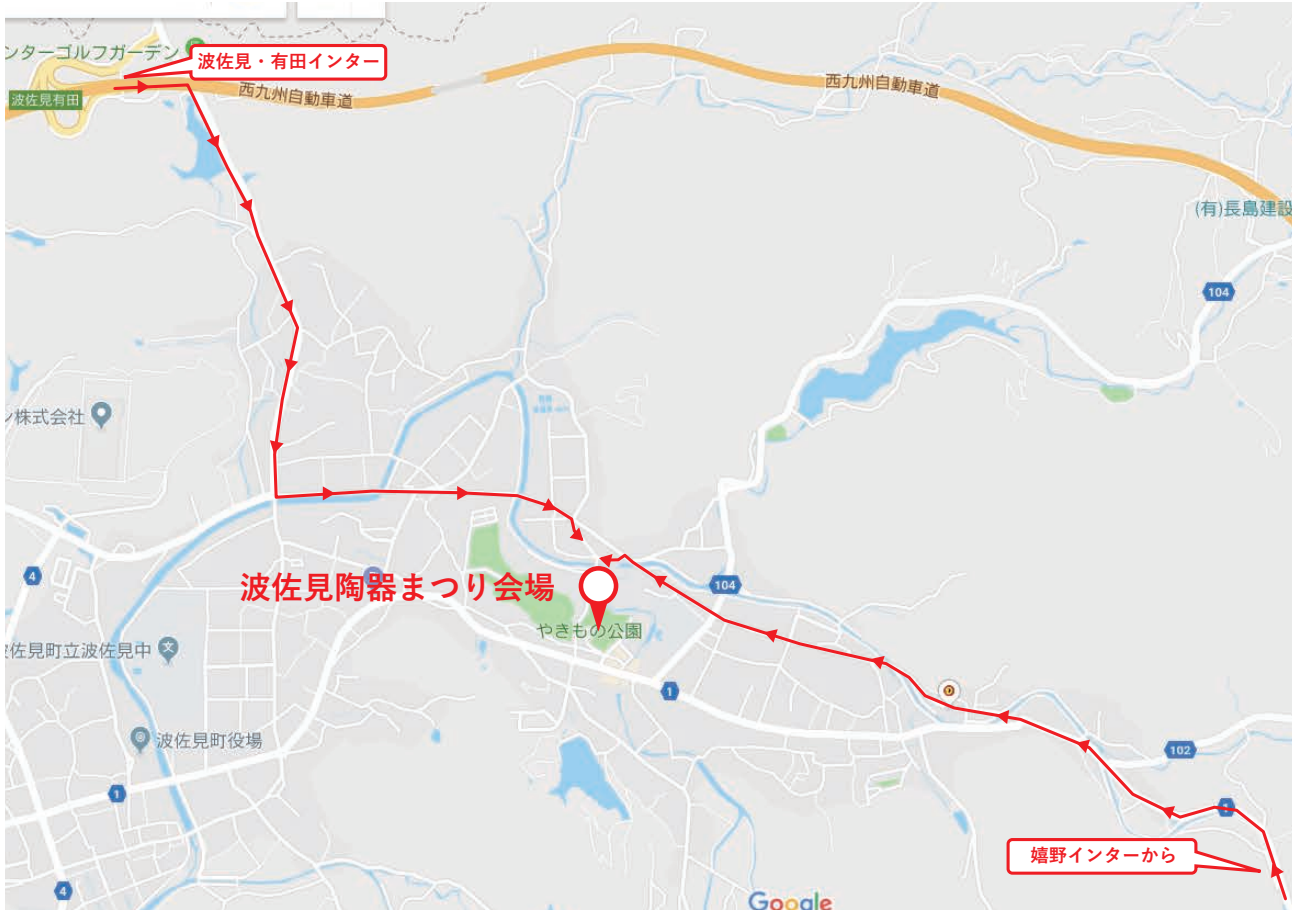 ンターゴルフガーデン
波佐見・有田インター
波佐見有田
西九州自動車道
西九州自動車道
(有)長島建設
104
ン株式会社
4
104
波佐見陶器まつり会場
やきもの公園
佐見町立波佐見中
文
1
波佐見町役場
102
1
1
嬉野インターから
4
Google